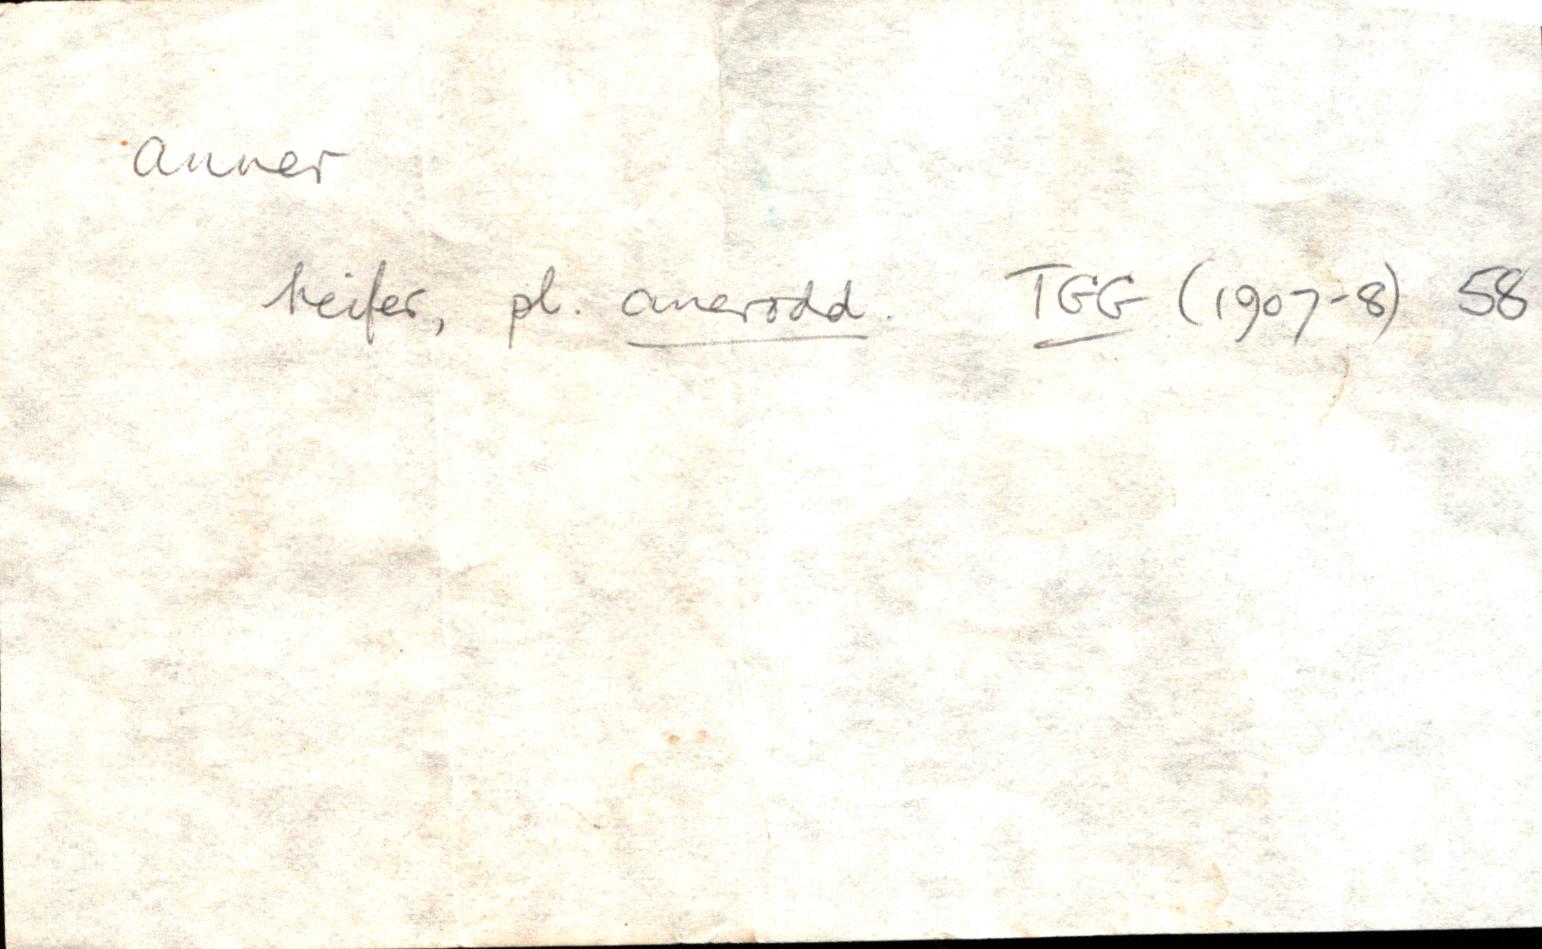 anner
heifer, pl. anerodd. TGG (1907-8) 58